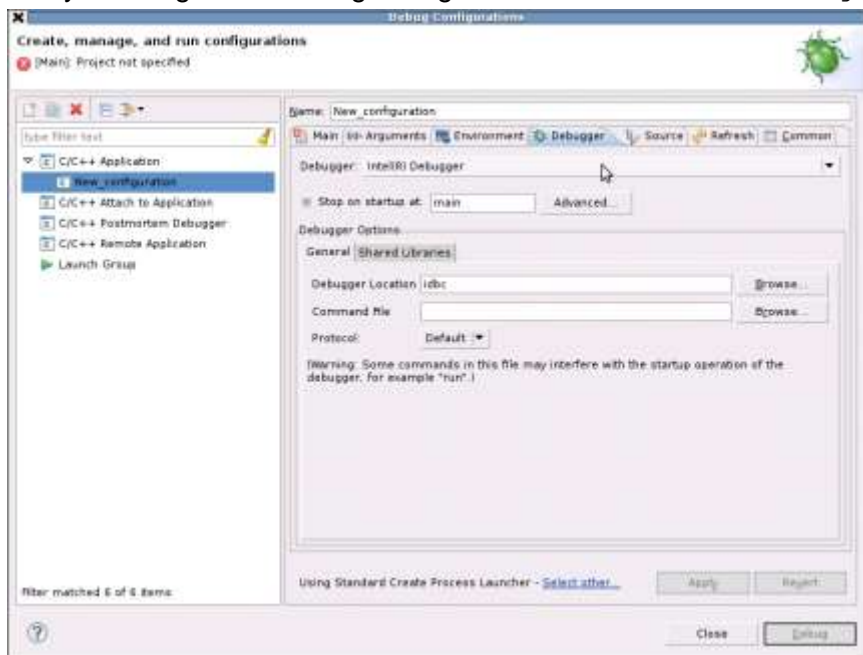 Debug Configurations
Create, manage, and run configurations
[Main]: Project not specified
type filter text
C/C++ Application
New_configuration
C/C++ Attach to Application
C/C++ Postmortem Debugger
C/C++ Remote Application
Launch Group
Filter matched 6 of 6 items
Name: New_configuration
Main (x)= Arguments Environment Debugger Source Refresh Common
Debugger: Intel(R) Debugger
Stop on startup at: main Advanced...
Debugger Options
General Shared Libraries
Debugger Location idbc Browse...
Command file Browse...
Protocol: Default
(Warning: Some commands in this file may interfere with the startup operation of the
debugger, for example "run".)
Using Standard Create Process Launcher - Select other...
Apply Revert
Close Debug